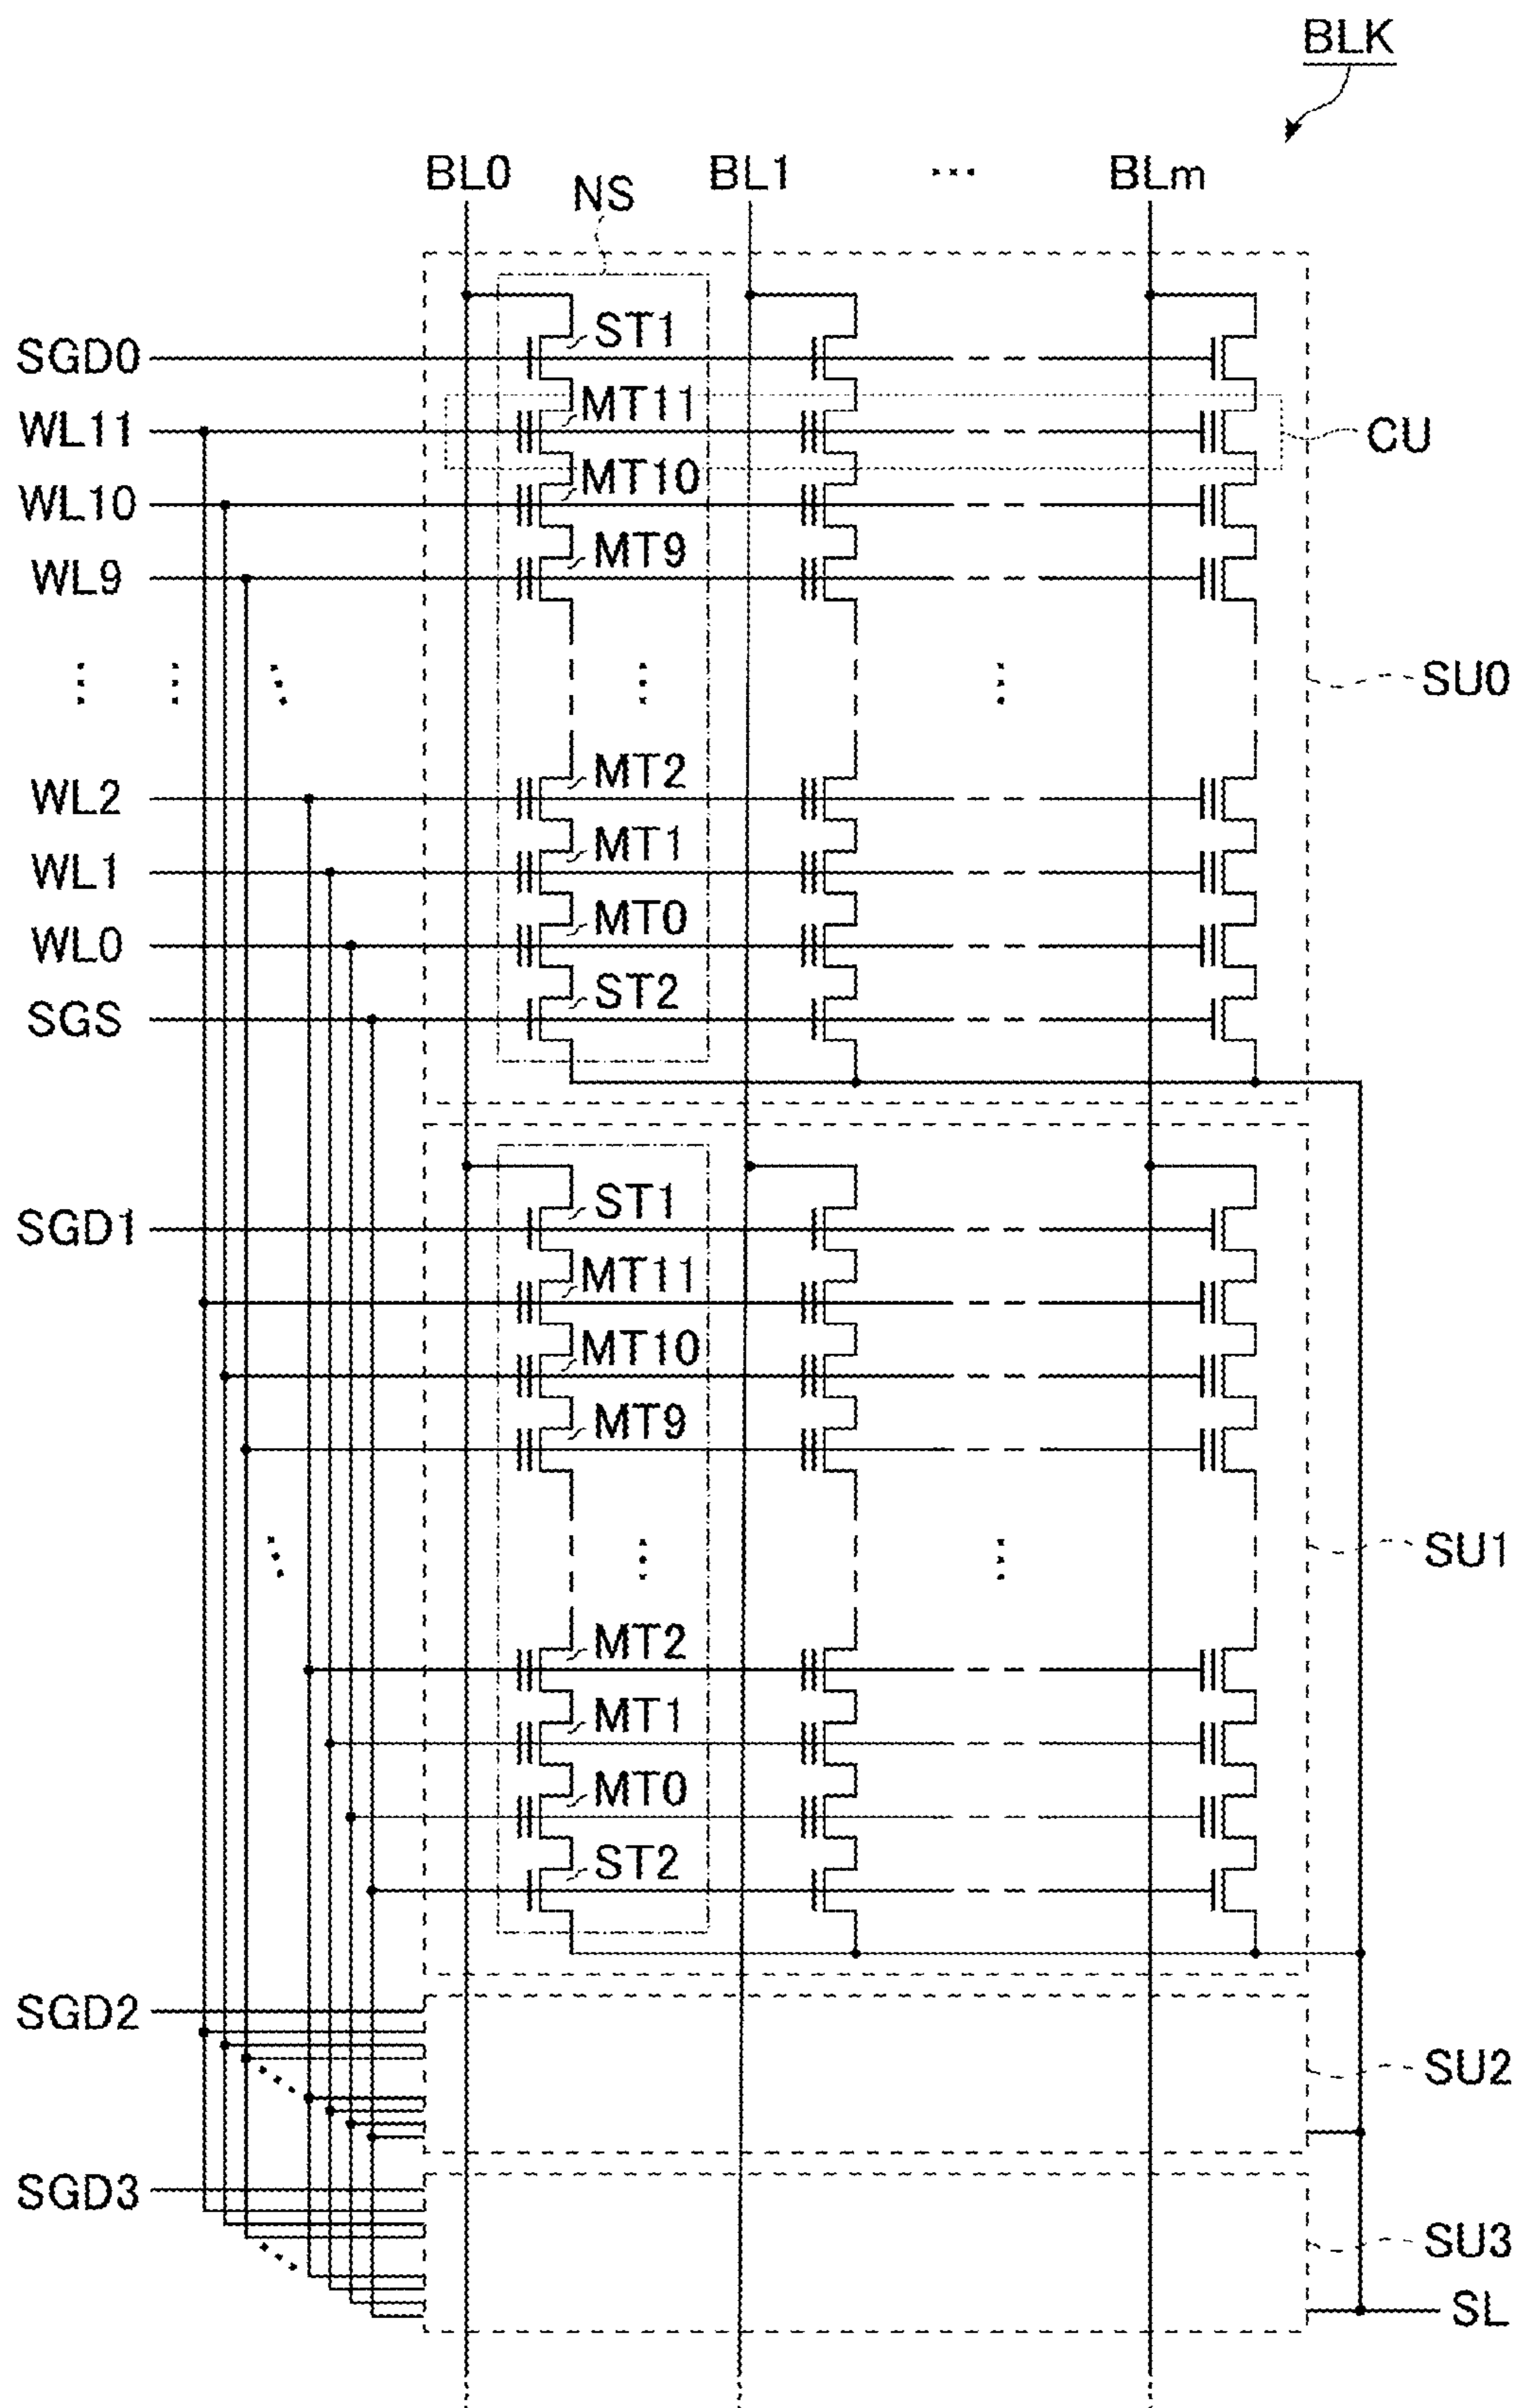 BLK
BL0 NS BL1 ... BLm
SGD0 ST1
WL11 MT11 CU
WL10 MT10
WL9 MT9
SU0
WL2 MT2
WL1 MT1
WL0 MT0
SGS ST2
SGD1 ST1
MT11
MT10
MT9
SU1
MT2
MT1
MT0
ST2
SGD2
SU2
SGD3
SU3
SL